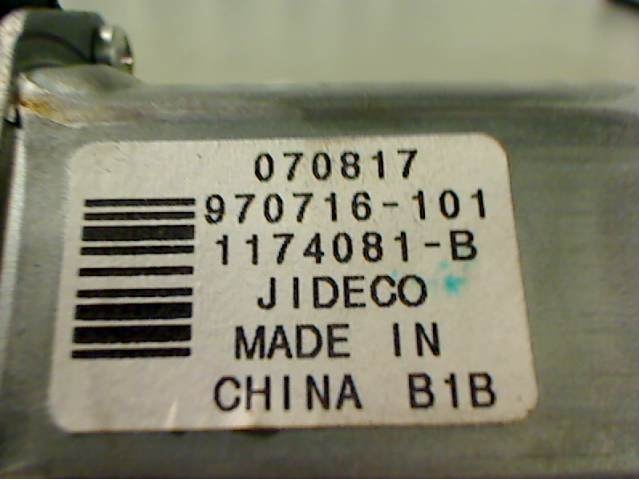 070817
970716-101
1174081-B
JIDECO
MADE IN
CHINA B1B